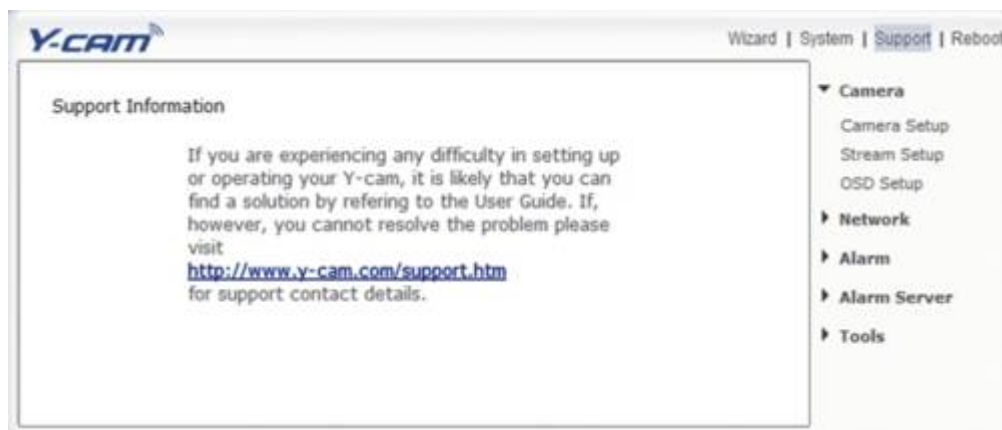 Y-cam
Wizard | System | Support | Reboot
Support Information
If you are experiencing any difficulty in setting up
or operating your Y-cam, it is likely that you can
find a solution by refering to the User Guide. If,
however, you cannot resolve the problem please
visit
http://www.y-cam.com/support.htm
for support contact details.
Camera
Camera Setup
Stream Setup
OSD Setup
Network
Alarm
Alarm Server
Tools